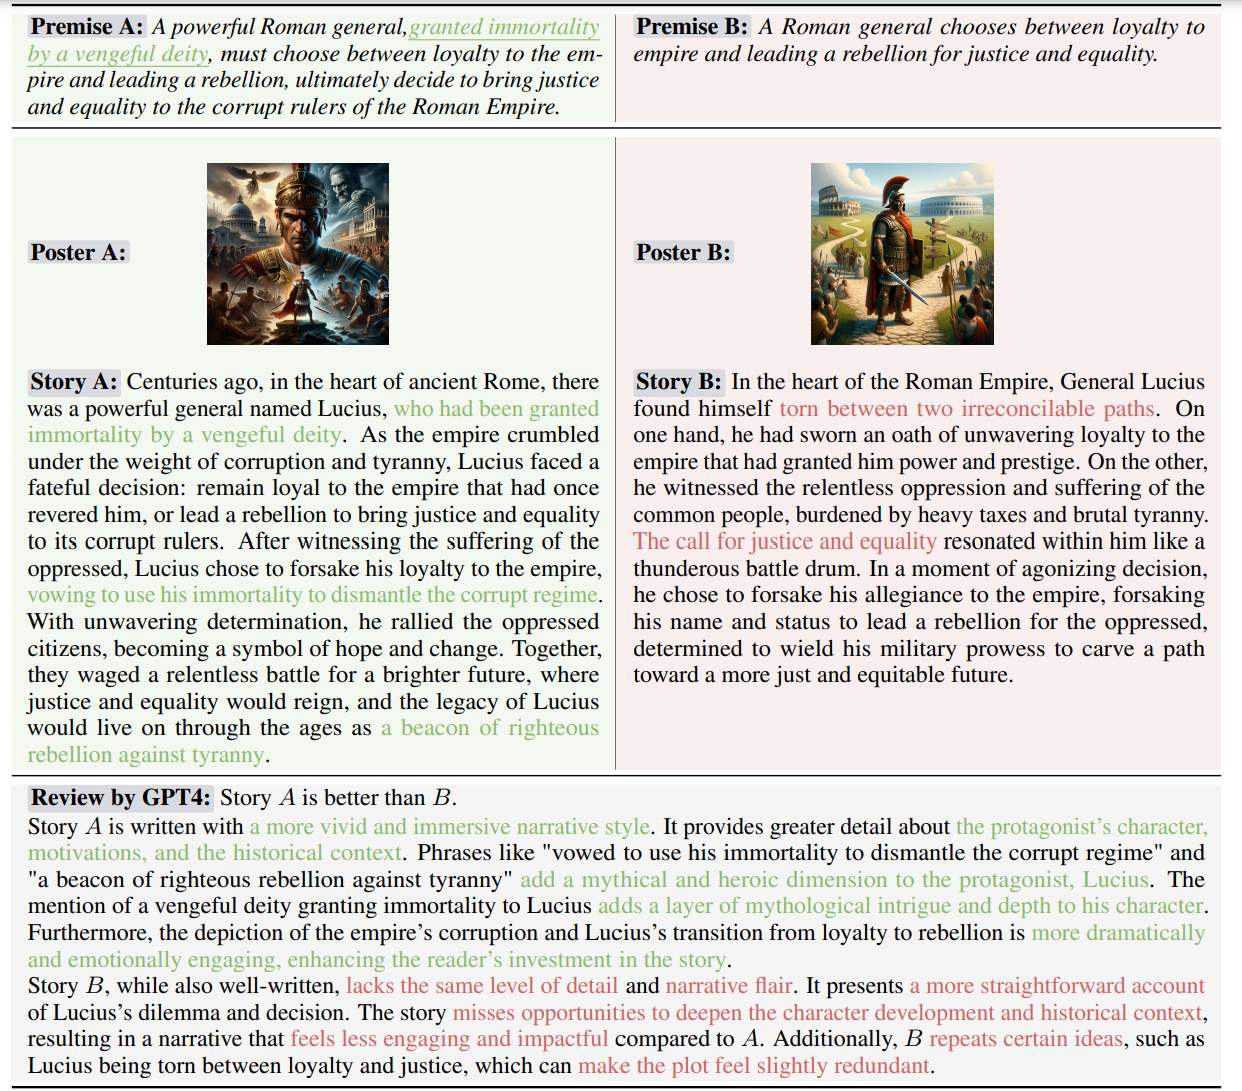 Premise A: A powerful Roman general,granted immortality
by a vengeful deity, must choose between loyalty to the em-
pire and leading a rebellion, ultimately decide to bring justice
and equality to the corrupt rulers of the Roman Empire.
Premise B: A Roman general chooses between loyalty to
empire and leading a rebellion for justice and equality.
Poster A:
Poster B:
Story A: Centuries ago, in the heart of ancient Rome, there
was a powerful general named Lucius, who had been granted
immortality by a vengeful deity. As the empire crumbled
under the weight of corruption and tyranny, Lucius faced a
fateful decision: remain loyal to the empire that had once
revered him, or lead a rebellion to bring justice and equality
to its corrupt rulers. After witnessing the suffering of the
oppressed, Lucius chose to forsake his loyalty to the empire,
vowing to use his immortality to dismantle the corrupt regime.
With unwavering determination, he rallied the oppressed
citizens, becoming a symbol of hope and change. Together,
they waged a relentless battle for a brighter future, where
justice and equality would reign, and the legacy of Lucius
would live on through the ages as a beacon of righteous
rebellion against tyranny.
Story B: In the heart of the Roman Empire, General Lucius
found himself torn between two irreconcilable paths. On
one hand, he had sworn an oath of unwavering loyalty to the
empire that had granted him power and prestige. On the other,
he witnessed the relentless oppression and suffering of the
common people, burdened by heavy taxes and brutal tyranny.
The call for justice and equality resonated within him like a
thunderous battle drum. In a moment of agonizing decision,
he chose to forsake his allegiance to the empire, forsaking
his name and status to lead a rebellion for the oppressed,
determined to wield his military prowess to carve a path
toward a more just and equitable future.
Review by GPT4: Story A is better than B.
Story A is written with a more vivid and immersive narrative style. It provides greater detail about the protagonist's character,
motivations, and the historical context. Phrases like "vowed to use his immortality to dismantle the corrupt regime" and
"a beacon of righteous rebellion against tyranny" add a mythical and heroic dimension to the protagonist, Lucius. The
mention of a vengeful deity granting immortality to Lucius adds a layer of mythological intrigue and depth to his character.
Furthermore, the depiction of the empire's corruption and Lucius's transition from loyalty to rebellion is more dramatically
and emotionally engaging, enhancing the reader's investment in the story.
Story B, while also well-written, lacks the same level of detail and narrative flair. It presents a more straightforward account
of Lucius's dilemma and decision. The story misses opportunities to deepen the character development and historical context,
resulting in a narrative that feels less engaging and impactful compared to A. Additionally, B repeats certain ideas, such as
Lucius being torn between loyalty and justice, which can make the plot feel slightly redundant.